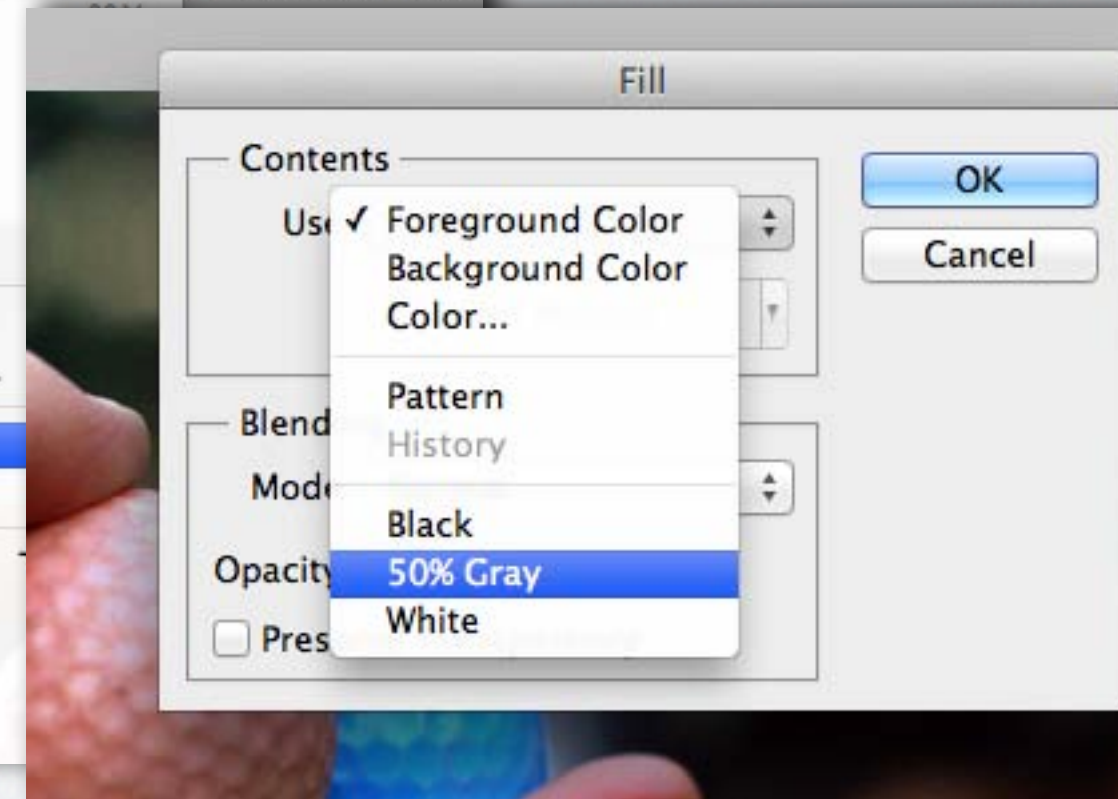 Fill
Contents
OK
Use
✓ Foreground Color
Background Color
Cancel
Color...
Pattern
Blend
History
Mode
Black
Opacity
50% Gray
White
Pres